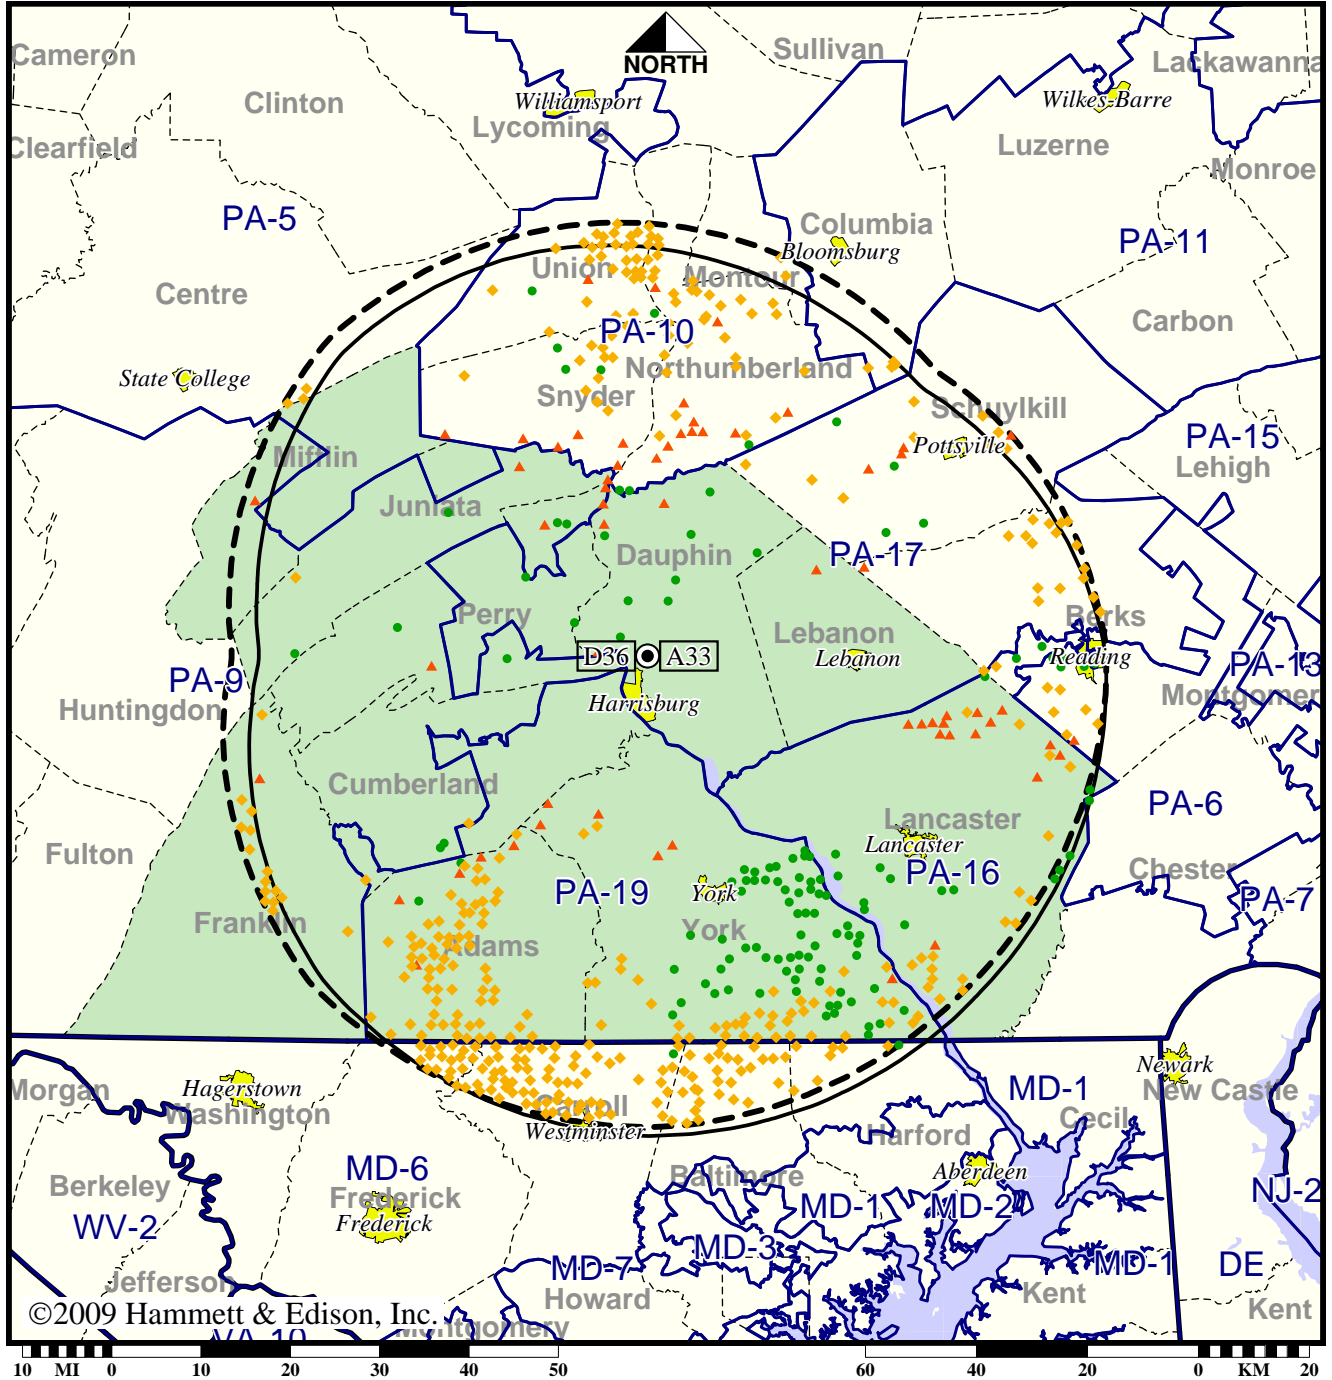 Cameron
Sullivan
NORTH
Lackawanna
Williamsport
Wilkes-Barre
Clinton
Lycoming
Clearfield
Luzerne
Monroe
PA-5
Columbia
PA-11
Bloomsburg
Union
Montour
Centre
Carbon
PA-10
State College
Northumberland
Snyder
Schuylkill
PA-15
Pottsville
Mifflin
Lehigh
Juniata
Dauphin
PA-17
Perry
Berks
Lebanon
D36 A33
Lebanon
Reading
PA-13
PA-9
Harrisburg
Montgomer
Huntingdon
Cumberland
PA-6
Lancaster
Lancaster
Fulton
Chester
PA-19
York
PA-16
PA-7
Franklin
York
Adams
Newark
Morgan
Hagerstown
MD-1
New Castle
Washington
Carroll
Cecil
Westminster
Harford
MD-6
Baltimore
Aberdeen
Berkeley
Frederick
NJ-2
WV-2
Frederick
MD-1
MD-2
MD-3
MD-7
MD-1
DE
Jefferson
Howard
Kent
Kent
©2009 Hammett & Edison, Inc.
VA-10
Montgomery
10 MI 0 10 20 30 40 50 60 40 20 0 KM 20